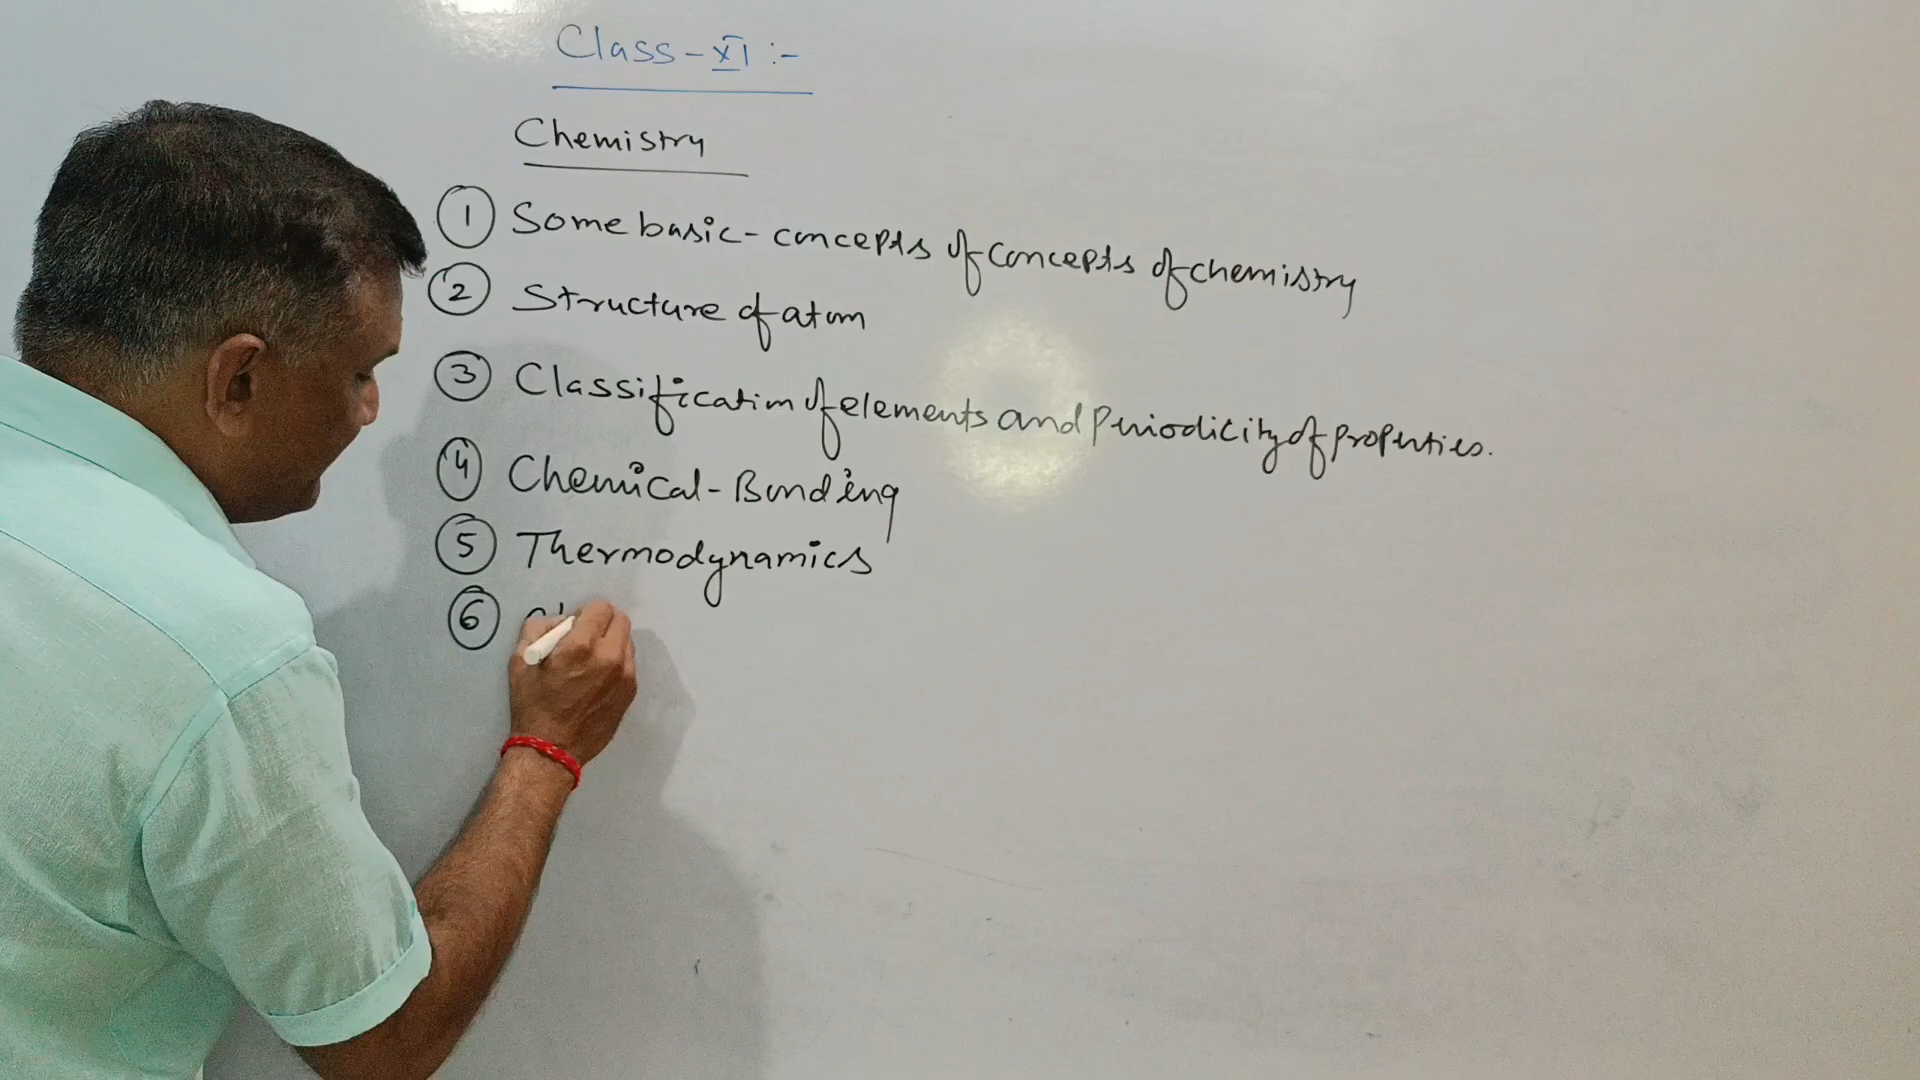 Class-XI :-
Chemistry
1 Some basic-concepts of concepts of chemistry
2 Structure of atom
3 Classification of elements and Periodicity of properties.
4 Chemical-Bonding
5 Thermodynamics
6